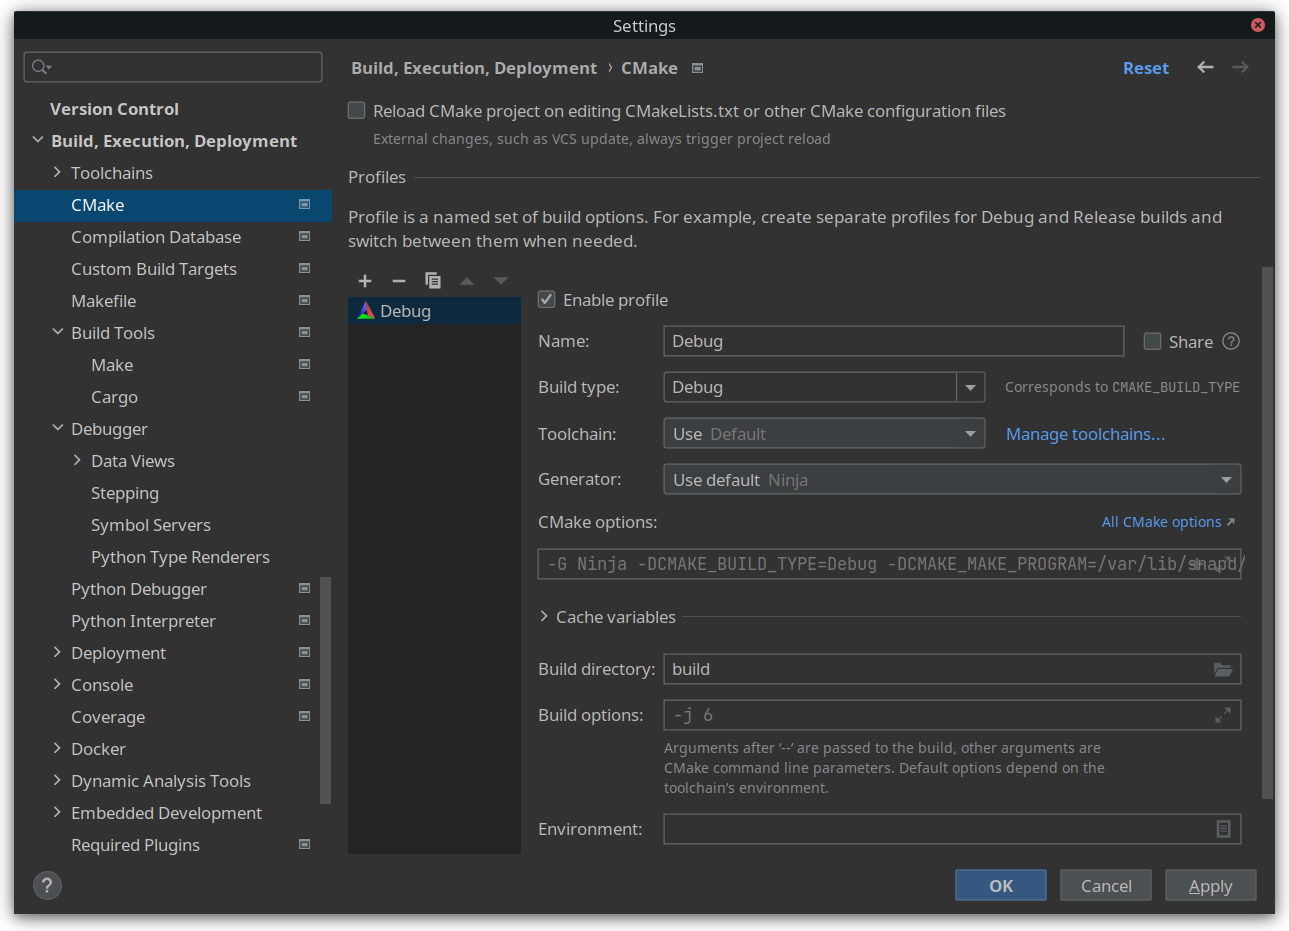 Settings
Build, Execution, Deployment › CMake
Reset
Version Control
Build, Execution, Deployment
Toolchains
CMake
Compilation Database
Custom Build Targets
Makefile
Build Tools
Make
Cargo
Debugger
Data Views
Stepping
Symbol Servers
Python Type Renderers
Python Debugger
Python Interpreter
Deployment
Console
Coverage
Docker
Dynamic Analysis Tools
Embedded Development
Required Plugins
Reload CMake project on editing CMakeLists.txt or other CMake configuration files
External changes, such as VCS update, always trigger project reload
Profiles
Profile is a named set of build options. For example, create separate profiles for Debug and Release builds and
switch between them when needed.
Debug
Enable profile
Name: Debug Share ?
Build type: Debug Corresponds to CMAKE_BUILD_TYPE
Toolchain: Use Default Manage toolchains...
Generator: Use default Ninja
CMake options: All CMake options
-G Ninja -DCMAKE_BUILD_TYPE=Debug -DCMAKE_MAKE_PROGRAM=/var/lib/snapd/
Cache variables
Build directory: build
Build options: -j 6
Arguments after ‘--’ are passed to the build, other arguments are
CMake command line parameters. Default options depend on the
toolchain’s environment.
Environment:
?
OK Cancel Apply